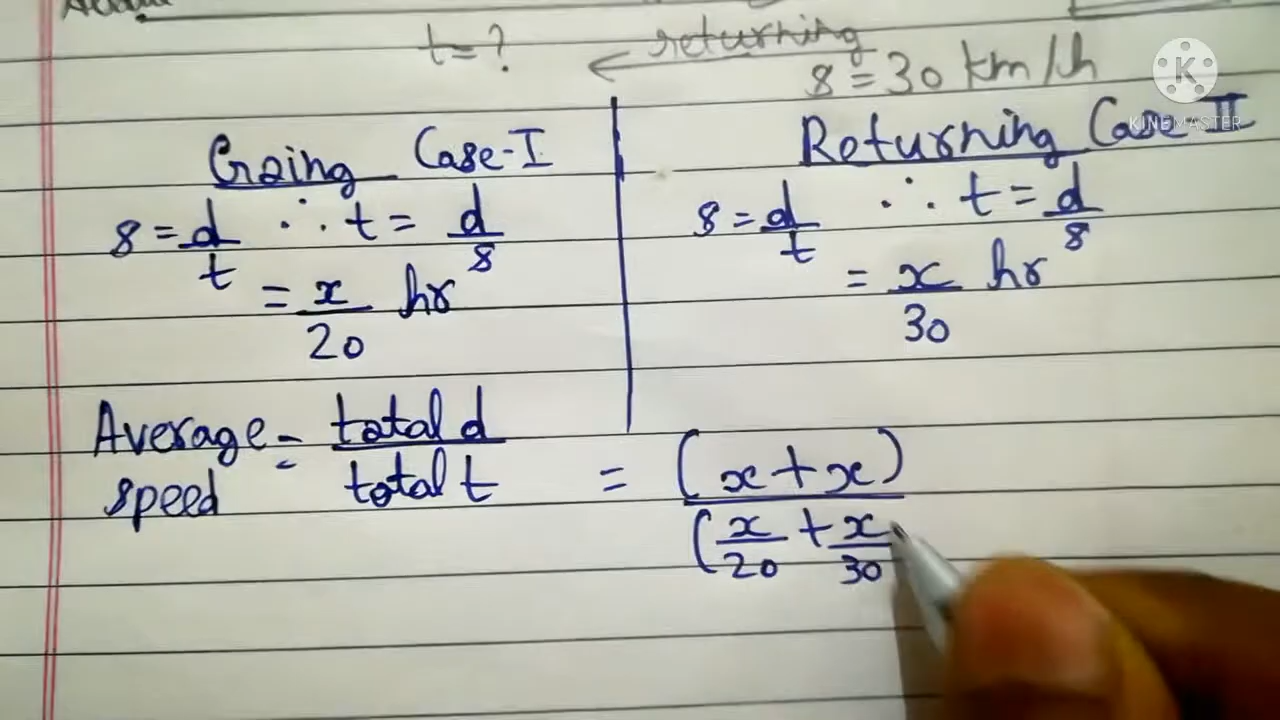 t = ?
returning
s = 30 km/h
K
KINEMASTER
Going Case-I
s = d/t ∴ t = d/s
= x/20 hr
Returning Case-II
s = d/t ∴ t = d/s
= x/30 hr
Average speed = total d / total t = (x + x) / (x/20 + x/30